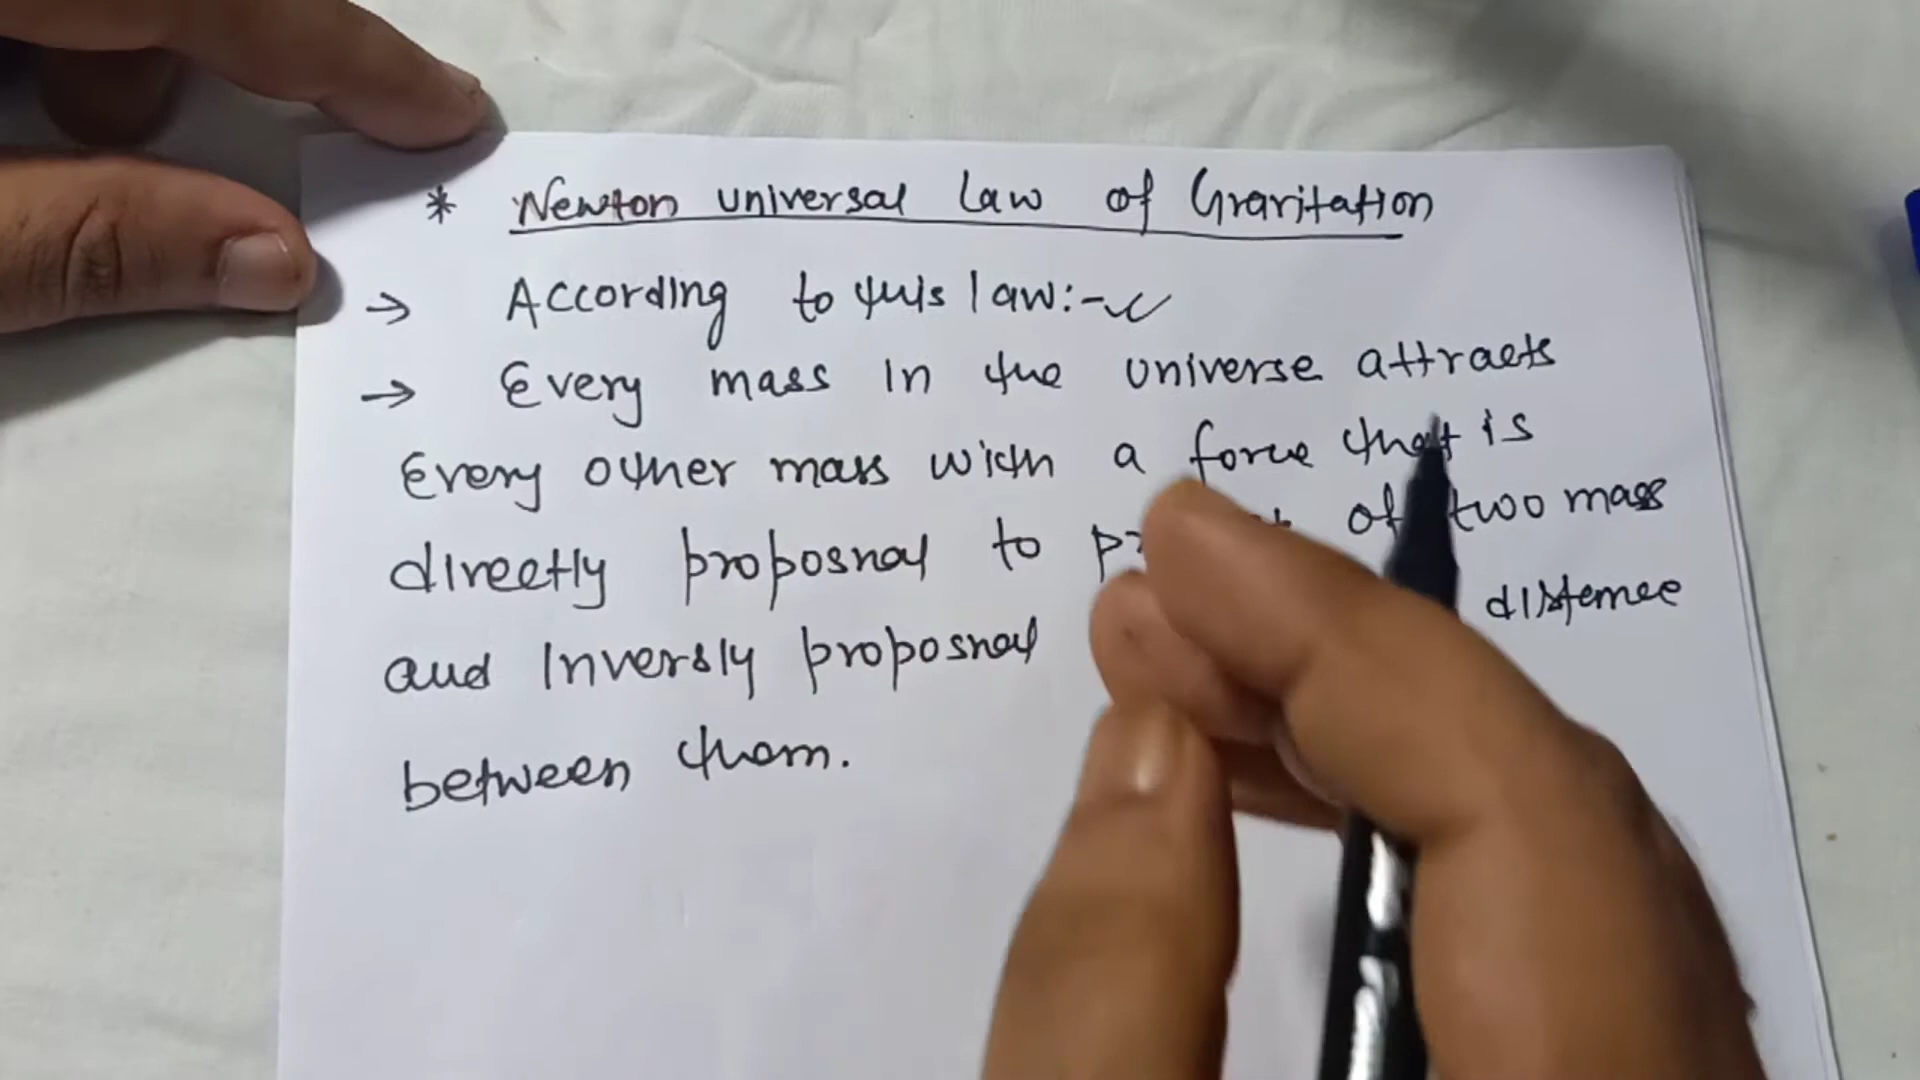 * Newton universal Law of Gravitation
→ According to this law:-
→ Every mass in the universe attracts
Every other mass with a force that is
directly proposnal to of two mass
and Inversly proposnal distance
between them.